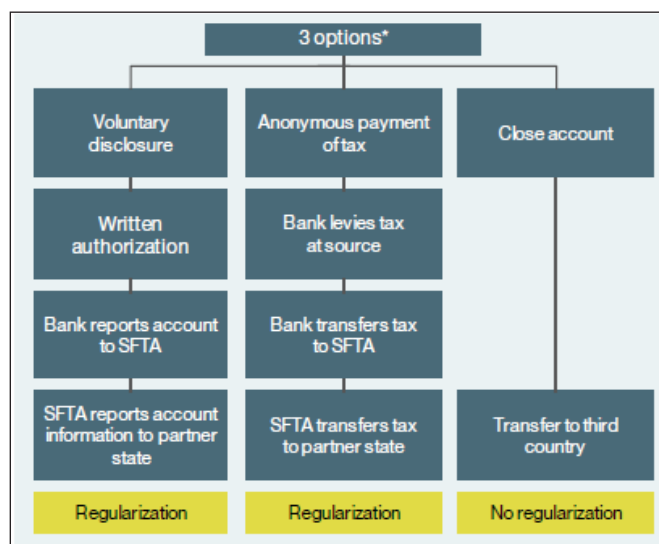 3 options*
Voluntary
disclosure
Anonymous payment
of tax
Close account
Written
authorization
Bank levies tax
at source
Bank reports account
to SFTA
Bank transfers tax
to SFTA
SFTA reports account
information to partner
state
SFTA transfers tax
to partner state
Transfer to third
country
Regularization
Regularization
No regularization